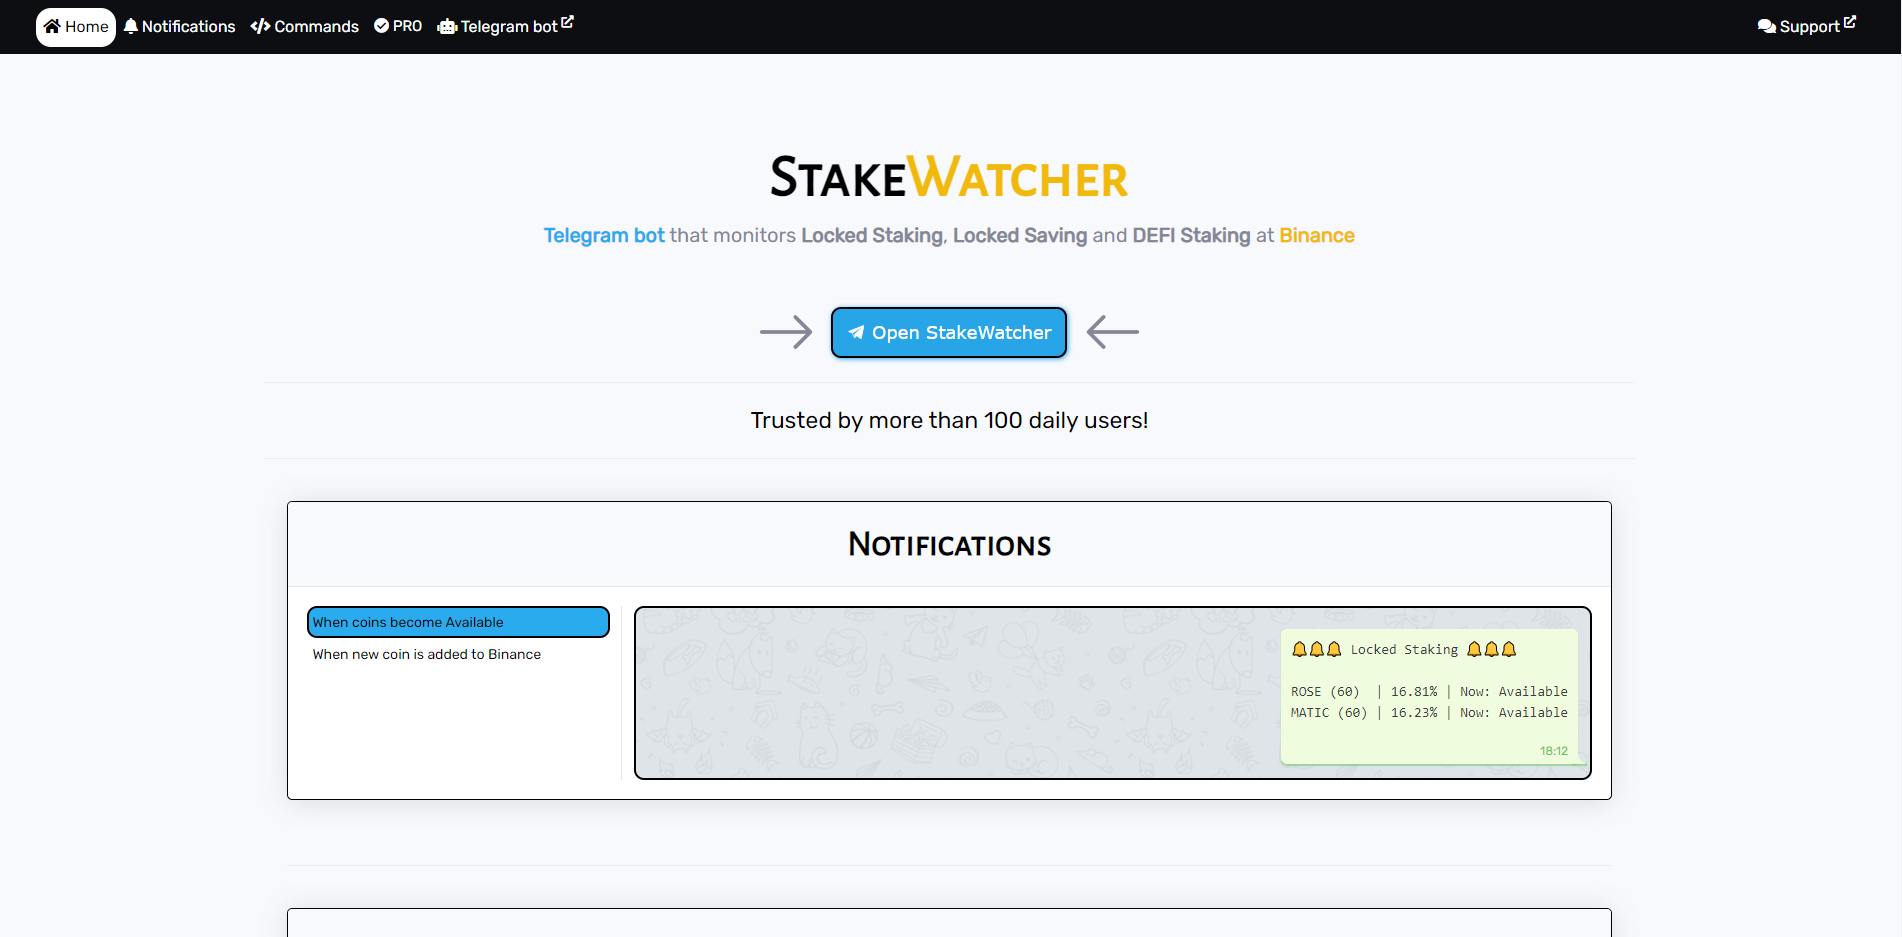 Home Notifications Commands PRO Telegram bot Support
StakeWatcher
Telegram bot that monitors Locked Staking, Locked Saving and DEFI Staking at Binance
Open StakeWatcher
Trusted by more than 100 daily users!
Notifications
When coins become Available
When new coin is added to Binance
🔔🔔🔔 Locked Staking 🔔🔔🔔
ROSE (60) | 16.81% | Now: Available
MATIC (60) | 16.23% | Now: Available
18:12